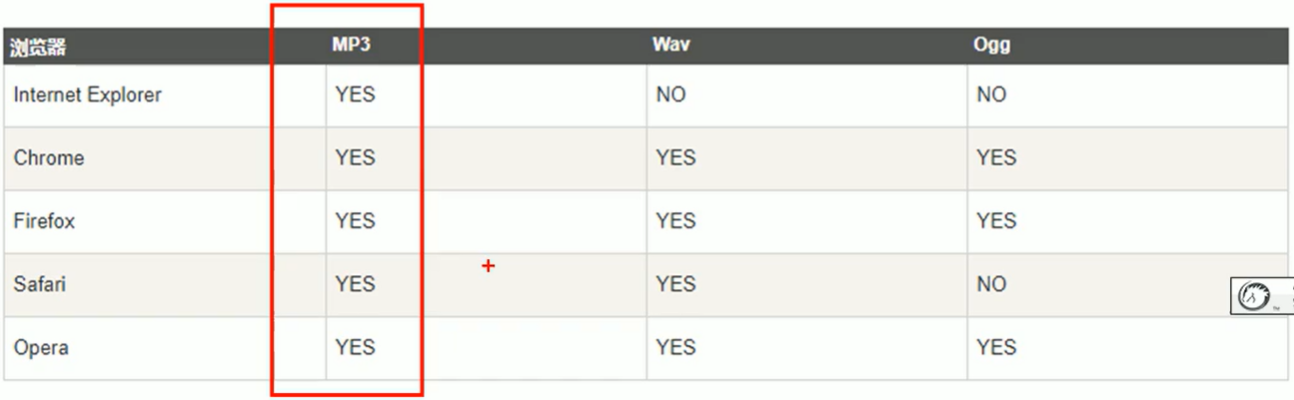 浏览器 MP3 Wav Ogg
Internet Explorer YES NO NO
Chrome YES YES YES
Firefox YES YES YES
Safari YES YES NO
Opera YES YES YES